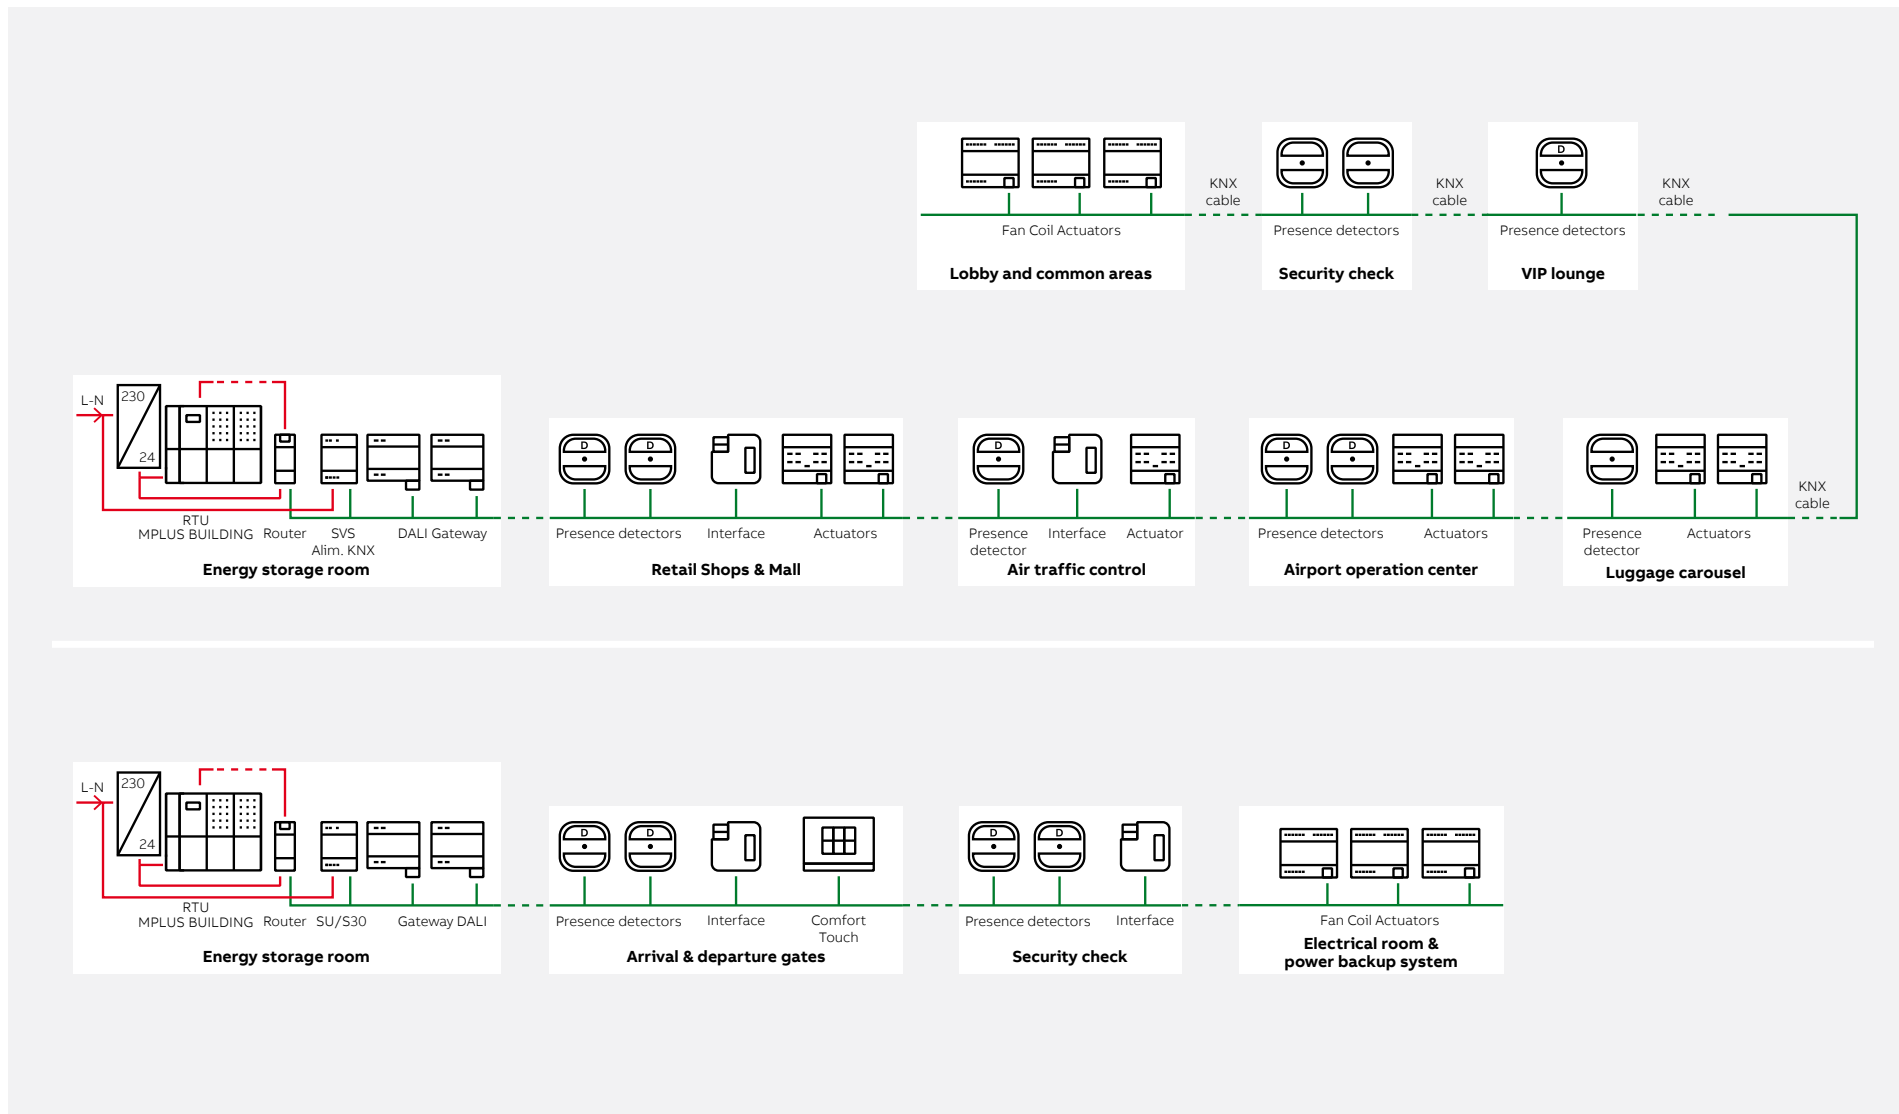 KNX
cable
KNX
cable
KNX
cable
Fan Coil Actuators
Presence detectors
D
Presence detectors
Lobby and common areas
Security check
VIP lounge
L-N
230
24
RTU
MPLUS BUILDING
Router
SVS
Alim. KNX
DALI Gateway
Energy storage room
D
D
Presence detectors
Interface
Actuators
Retail Shops & Mall
D
Presence
detector
Interface
Actuator
Air traffic control
D
D
Presence detectors
Actuators
Airport operation center
Presence
detector
Actuators
Luggage carousel
KNX
cable
L-N
230
24
RTU
MPLUS BUILDING
Router
SU/S30
Gateway DALI
Energy storage room
D
D
Presence detectors
Interface
Comfort
Touch
Arrival & departure gates
D
D
Presence detectors
Interface
Security check
Fan Coil Actuators
Electrical room &
power backup system